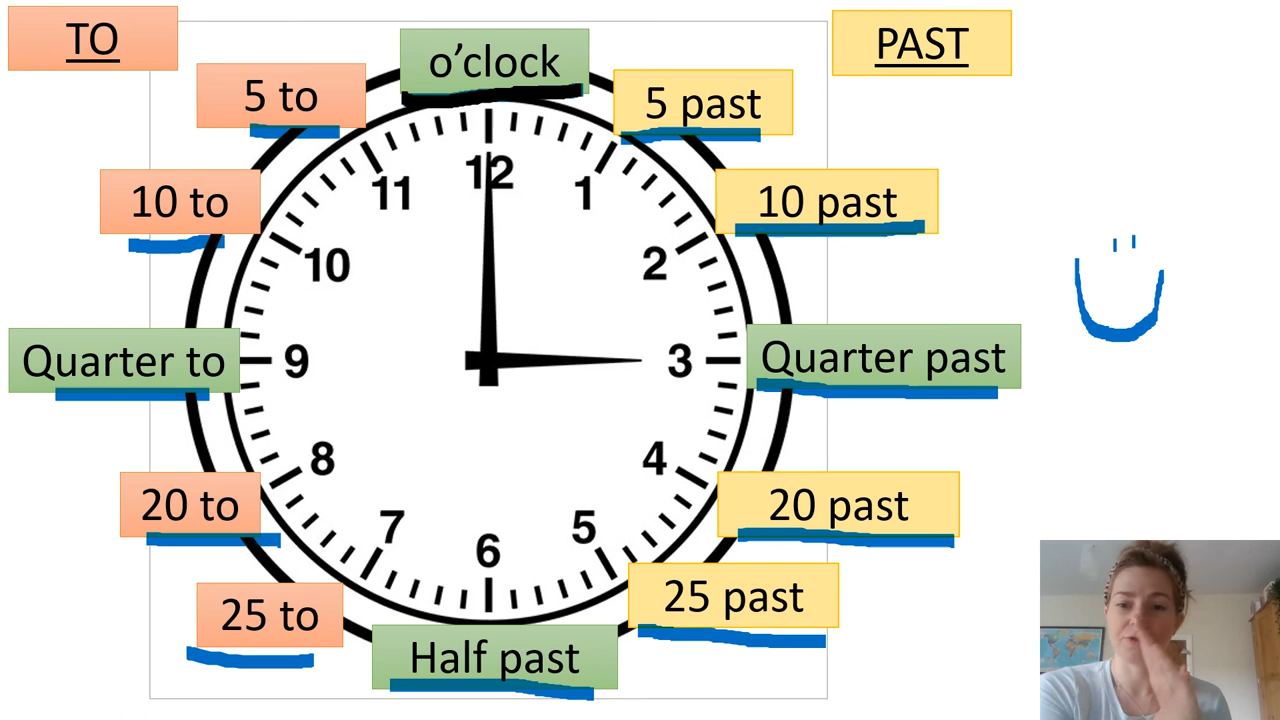 TO
PAST
o’clock
5 to
5 past
10 to
10 past
12
11
1
10
2
Quarter to
9
3
Quarter past
8
4
20 to
7
5
20 past
6
25 to
25 past
Half past